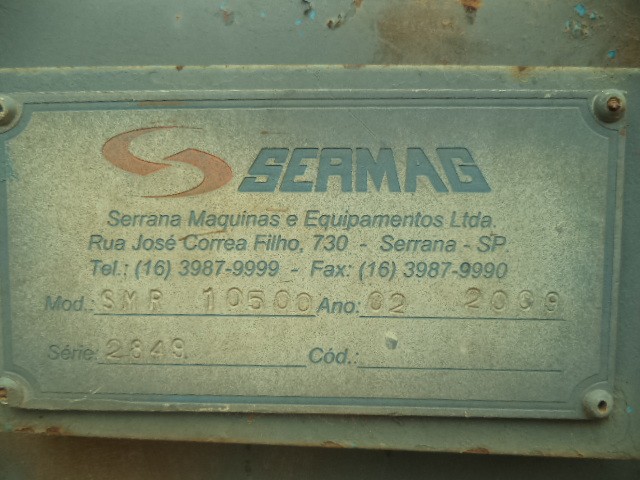 SERMAG
Serrana Maquinas e Equipamentos Ltda.
Rua José Correa Filho, 730 - Serrana - SP
Tel.: (16) 3987-9999 - Fax: (16) 3987-9990
Mod.: SMR 10500 Ano: 02 2009
Série: 2849 Cód.: